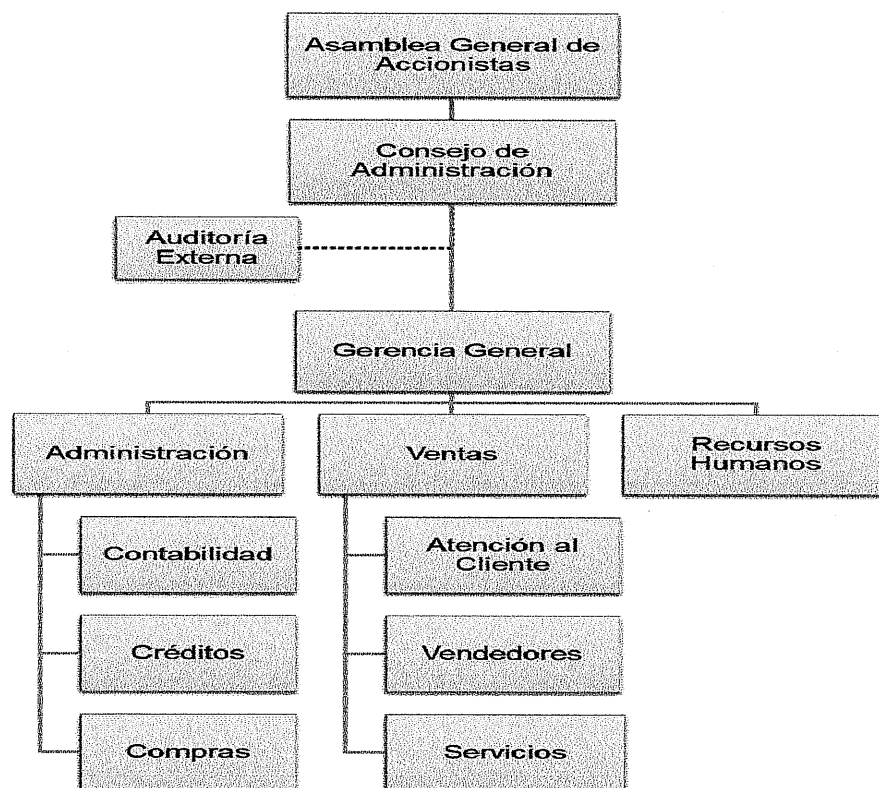 Asamblea General de
Accionistas
Consejo de
Administración
Auditoría
Externa
Gerencia General
Administración
Ventas
Recursos
Humanos
Contabilidad
Atención al
Cliente
Créditos
Vendedores
Compras
Servicios